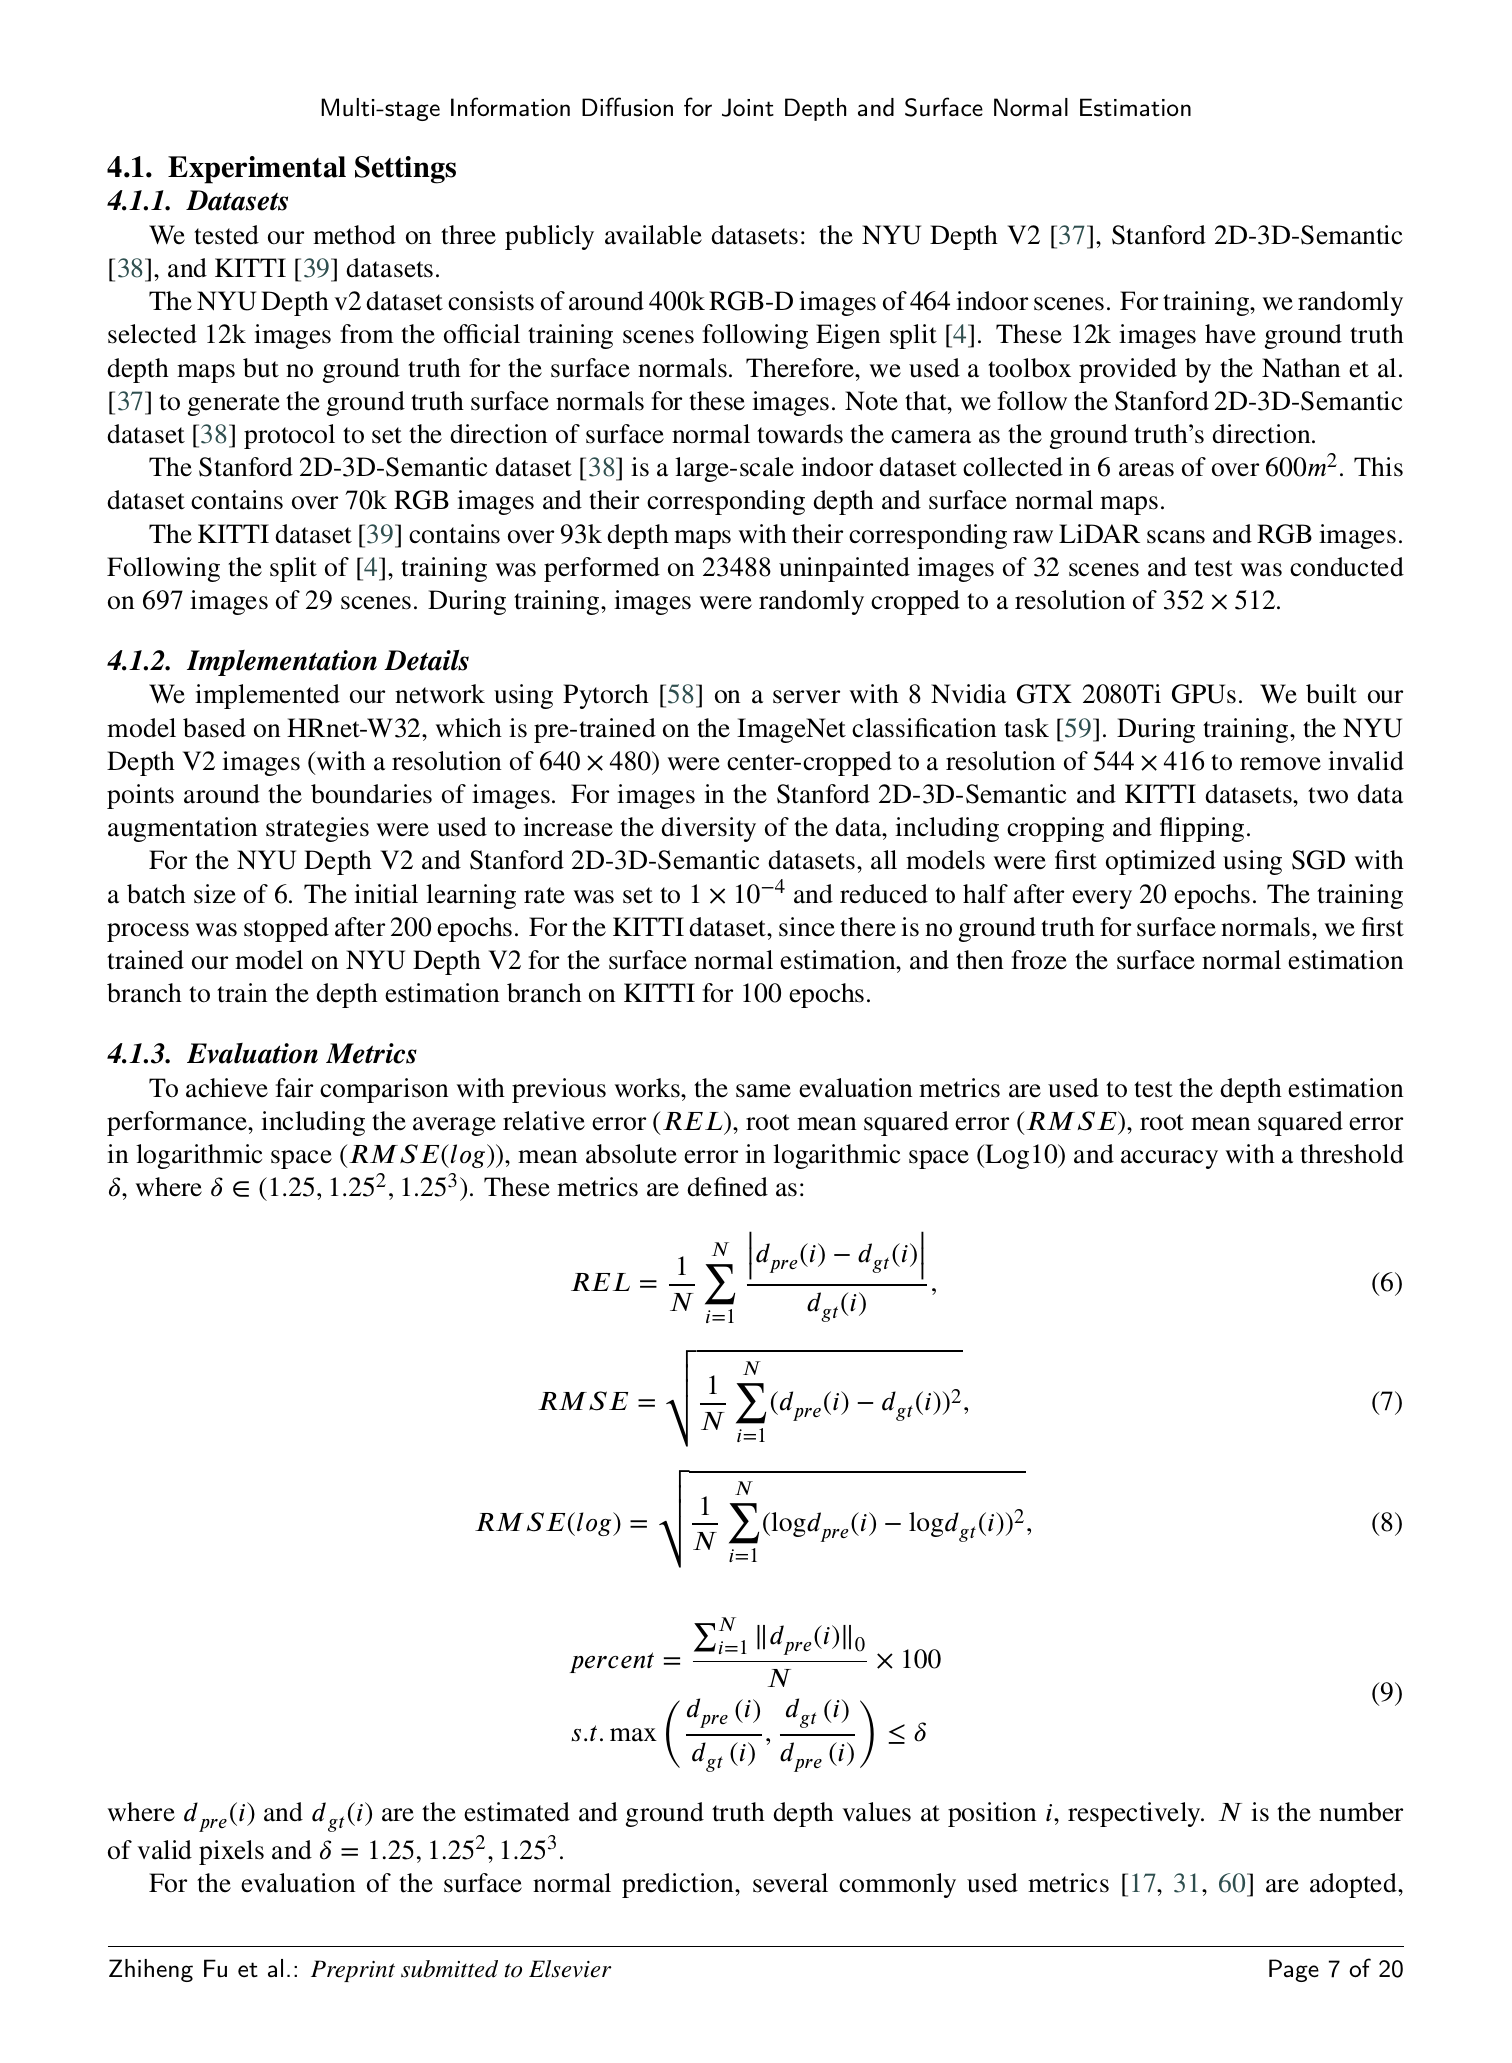 Multi-stage Information Diffusion for Joint Depth and Surface Normal Estimation
4.1. Experimental Settings
4.1.1. Datasets
We tested our method on three publicly available datasets: the NYU Depth V2 [37], Stanford 2D-3D-Semantic
[38], and KITTI [39] datasets.
The NYU Depth v2 dataset consists of around 400k RGB-D images of 464 indoor scenes. For training, we randomly
selected 12k images from the official training scenes following Eigen split [4]. These 12k images have ground truth
depth maps but no ground truth for the surface normals. Therefore, we used a toolbox provided by the Nathan et al.
[37] to generate the ground truth surface normals for these images. Note that, we follow the Stanford 2D-3D-Semantic
dataset [38] protocol to set the direction of surface normal towards the camera as the ground truth's direction.
The Stanford 2D-3D-Semantic dataset [38] is a large-scale indoor dataset collected in 6 areas of over 600m². This
dataset contains over 70k RGB images and their corresponding depth and surface normal maps.
The KITTI dataset [39] contains over 93k depth maps with their corresponding raw LiDAR scans and RGB images.
Following the split of [4], training was performed on 23488 uninpainted images of 32 scenes and test was conducted
on 697 images of 29 scenes. During training, images were randomly cropped to a resolution of 352 × 512.
4.1.2. Implementation Details
We implemented our network using Pytorch [58] on a server with 8 Nvidia GTX 2080Ti GPUs. We built our
model based on HRnet-W32, which is pre-trained on the ImageNet classification task [59]. During training, the NYU
Depth V2 images (with a resolution of 640 × 480) were center-cropped to a resolution of 544 × 416 to remove invalid
points around the boundaries of images. For images in the Stanford 2D-3D-Semantic and KITTI datasets, two data
augmentation strategies were used to increase the diversity of the data, including cropping and flipping.
For the NYU Depth V2 and Stanford 2D-3D-Semantic datasets, all models were first optimized using SGD with
a batch size of 6. The initial learning rate was set to 1 × 10⁻⁴ and reduced to half after every 20 epochs. The training
process was stopped after 200 epochs. For the KITTI dataset, since there is no ground truth for surface normals, we first
trained our model on NYU Depth V2 for the surface normal estimation, and then froze the surface normal estimation
branch to train the depth estimation branch on KITTI for 100 epochs.
4.1.3. Evaluation Metrics
To achieve fair comparison with previous works, the same evaluation metrics are used to test the depth estimation
performance, including the average relative error (REL), root mean squared error (RMSE), root mean squared error
in logarithmic space (RMSE(log)), mean absolute error in logarithmic space (Log10) and accuracy with a threshold
δ, where δ ∈ (1.25, 1.25², 1.25³). These metrics are defined as:
REL = \frac{1}{N} \sum_{i=1}^{N} \frac{|d_{pre}(i) − d_{gt}(i)|}{d_{gt}(i)}, (6)
RMSE = \sqrt{\frac{1}{N} \sum_{i=1}^{N} (d_{pre}(i) − d_{gt}(i))^2}, (7)
RMSE(log) = \sqrt{\frac{1}{N} \sum_{i=1}^{N} (logd_{pre}(i) − logd_{gt}(i))^2}, (8)
percent = \frac{\sum_{i=1}^{N} ‖d_{pre}(i)‖_0}{N} × 100
s.t. max \left( \frac{d_{pre}(i)}{d_{gt}(i)}, \frac{d_{gt}(i)}{d_{pre}(i)} \right) ≤ δ (9)
where d_{pre}(i) and d_{gt}(i) are the estimated and ground truth depth values at position i, respectively. N is the number
of valid pixels and δ = 1.25, 1.25², 1.25³.
For the evaluation of the surface normal prediction, several commonly used metrics [17, 31, 60] are adopted,
Zhiheng Fu et al.: Preprint submitted to Elsevier Page 7 of 20